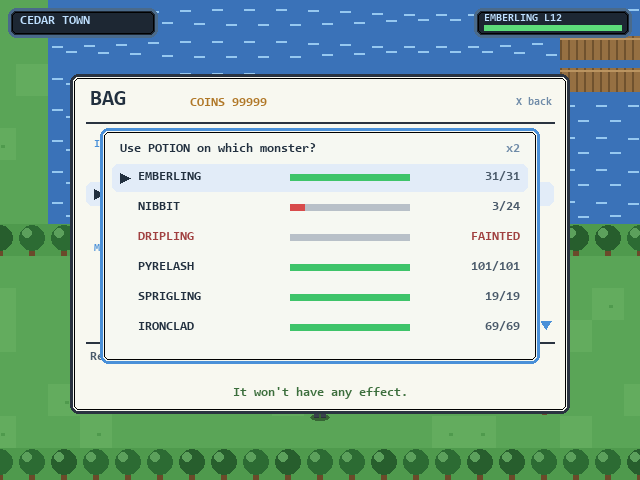 CEDAR TOWN
EMBERLING L12
BAG
COINS 99999
X back
Use POTION on which monster?
x2
EMBERLING 31/31
NIBBIT 3/24
DRIPLING FAINTED
PYRELASH 101/101
SPRIGLING 19/19
IRONCLAD 69/69
It won't have any effect.